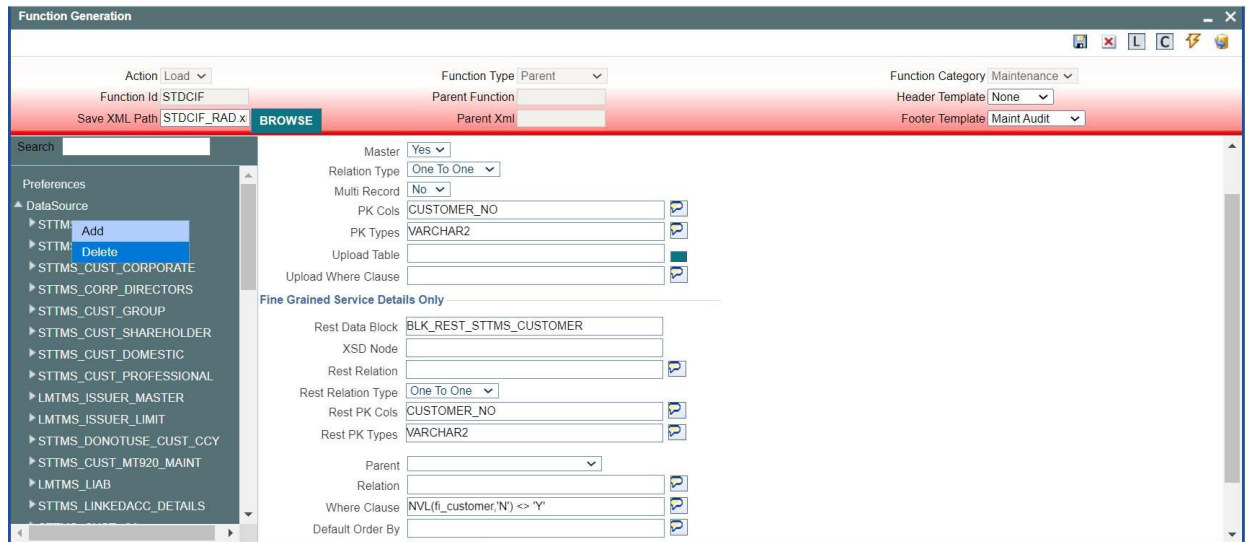 Function Generation
L C
Action Load Function Type Parent Function Category Maintenance
Function Id STDCIF Parent Function Header Template None
Save XML Path STDCIF_RAD.x BROWSE Parent Xml Footer Template Maint Audit
Search
Preferences
DataSource
STTM
Add
STTM
Delete
STTMS_CUST_CORPORATE
STTMS_CORP_DIRECTORS
STTMS_CUST_GROUP
STTMS_CUST_SHAREHOLDER
STTMS_CUST_DOMESTIC
STTMS_CUST_PROFESSIONAL
LMTMS_ISSUER_MASTER
LMTMS_ISSUER_LIMIT
STTMS_DONOTUSE_CUST_CCY
STTMS_CUST_MT920_MAINT
LMTMS_LIAB
STTMS_LINKEDACC_DETAILS
Master Yes
Relation Type One To One
Multi Record No
PK Cols CUSTOMER_NO
PK Types VARCHAR2
Upload Table
Upload Where Clause
Fine Grained Service Details Only
Rest Data Block BLK_REST_STTMS_CUSTOMER
XSD Node
Rest Relation
Rest Relation Type One To One
Rest PK Cols CUSTOMER_NO
Rest PK Types VARCHAR2
Parent
Relation
Where Clause NVL(fi_customer,'N') <> 'Y'
Default Order By